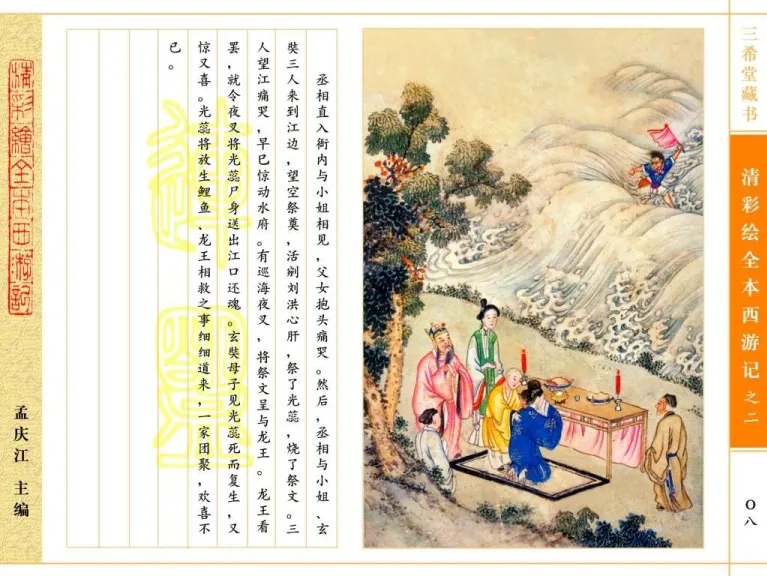 三希堂藏书
清彩绘全本西游记之二
〇八
丞相直入衙内与小姐相见，父女抱头痛哭。然后，丞相与小姐、玄
奘三人来到江边，望空祭奠，活剜刘洪心肝，祭了光蕊，烧了祭文。三
人望江痛哭，早已惊动水府。有巡海夜叉，将祭文呈与龙王。龙王看
罢，就令夜叉将光蕊尸身送出江口还魂。玄奘母子见光蕊死而复生，又
惊又喜。光蕊将放生鲤鱼、龙王相救之事细细道来，一家团聚，欢喜不
已。
清彩繪全本西游記
孟庆江 主编